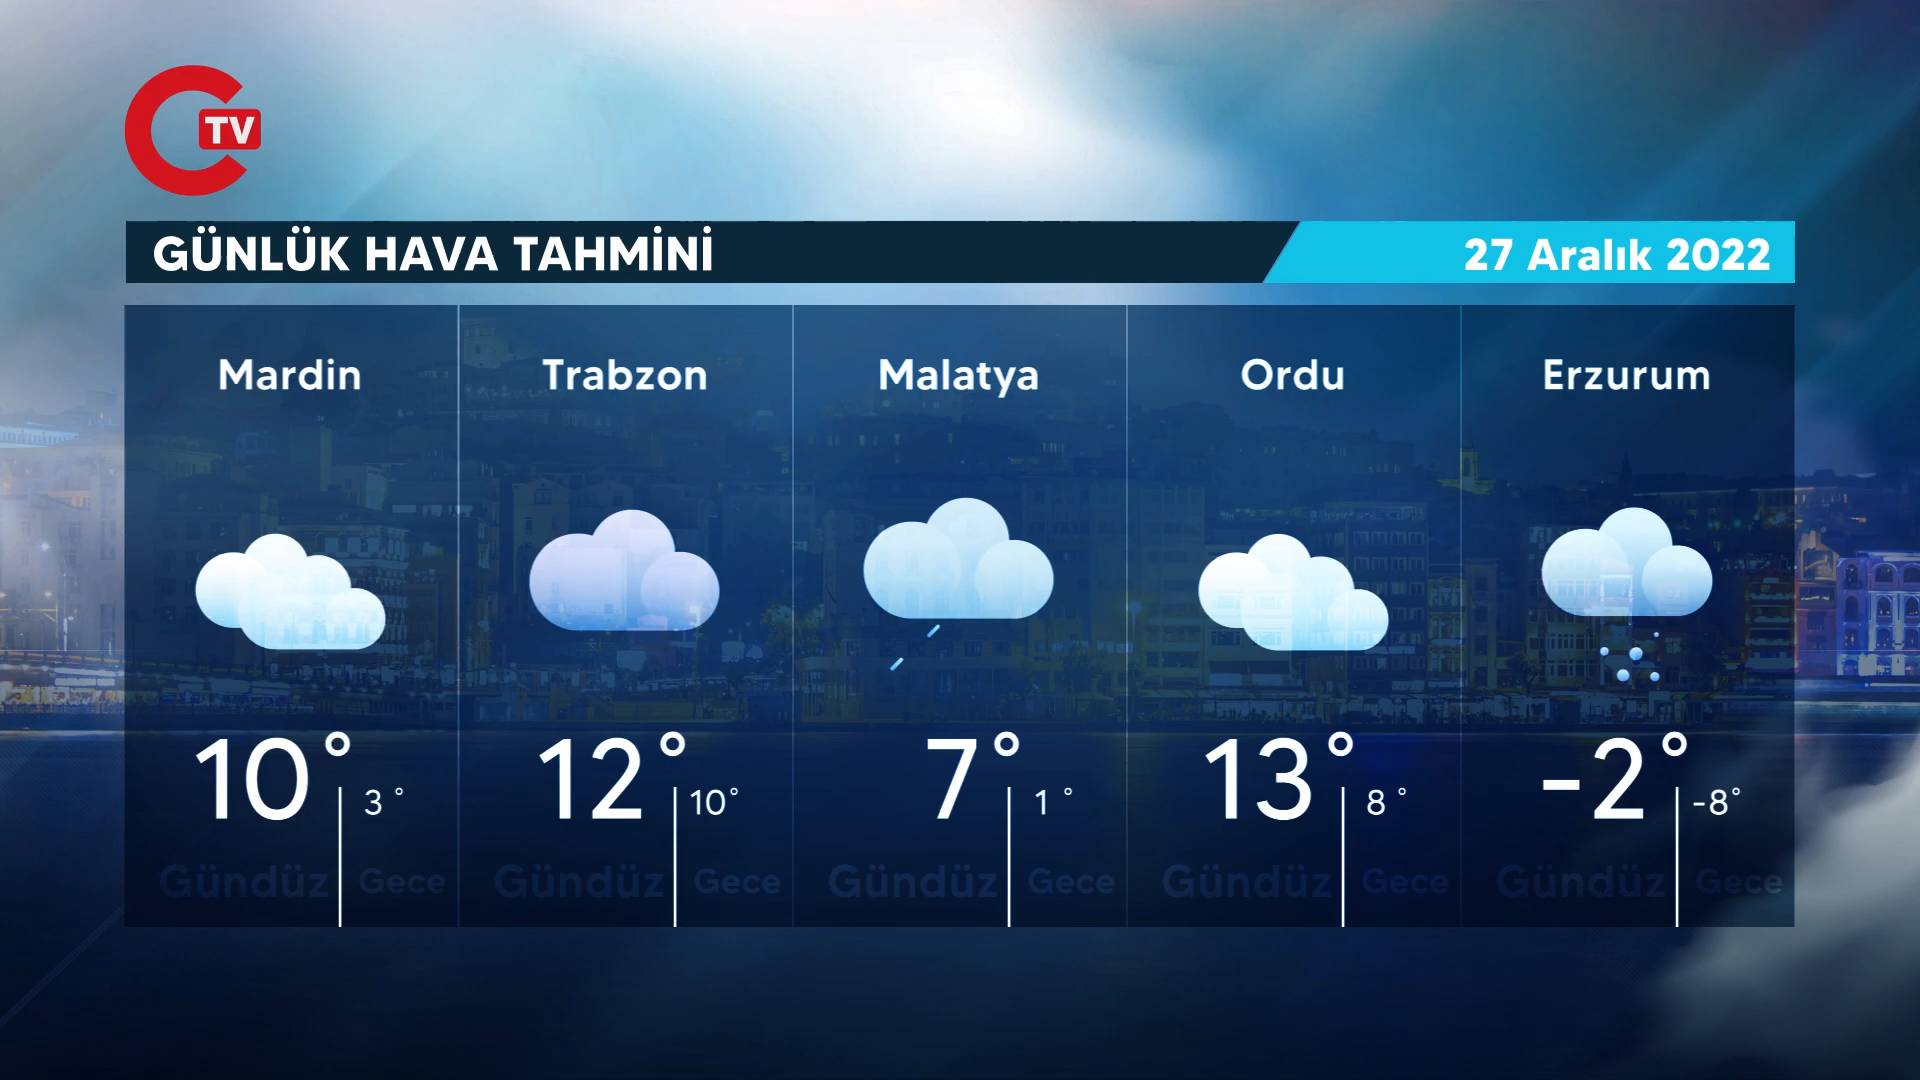 TV
GÜNLÜK HAVA TAHMİNİ
27 Aralık 2022
Mardin
Trabzon
Malatya
Ordu
Erzurum
10° 3°
12° 10°
7° 1°
13° 8°
-2° -8°
Gündüz Gece
Gündüz Gece
Gündüz Gece
Gündüz Gece
Gündüz Gece